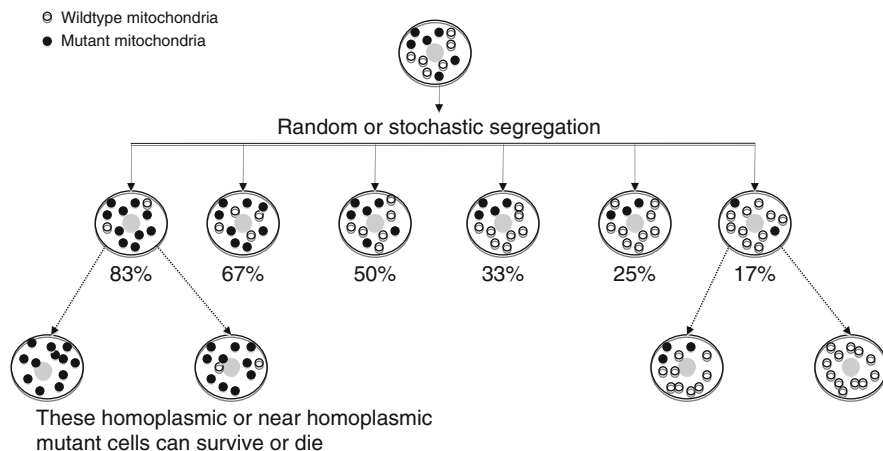 Wildtype mitochondria
Mutant mitochondria
Random or stochastic segregation
83% 67% 50% 33% 25% 17%
These homoplasmic or near homoplasmic
mutant cells can survive or die